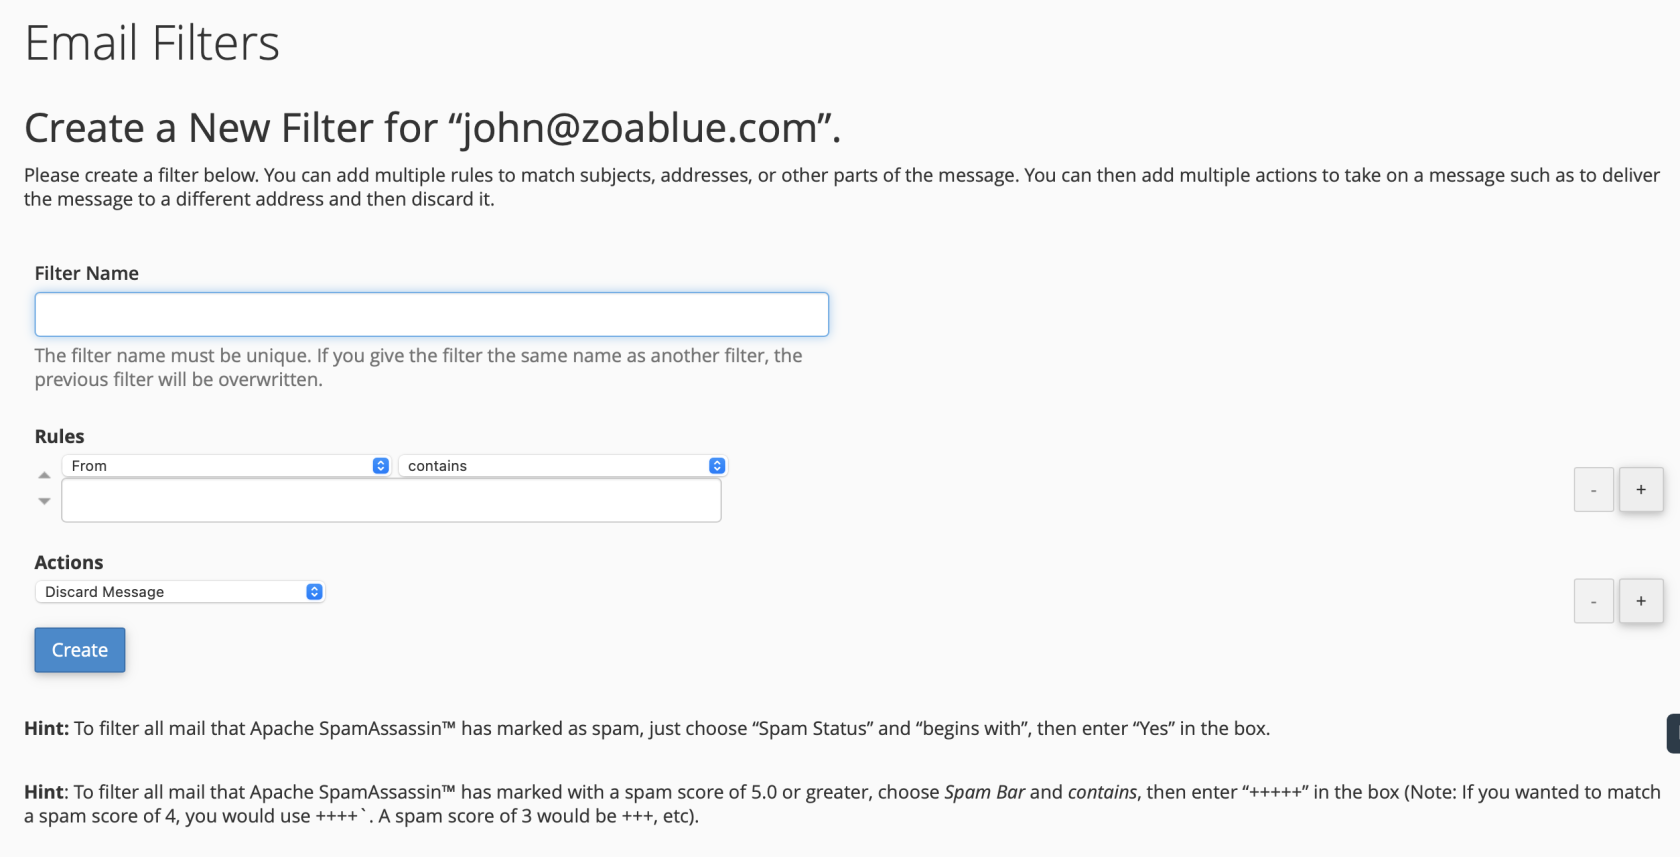 Email Filters
Create a New Filter for “john@zoablue.com”.
Please create a filter below. You can add multiple rules to match subjects, addresses, or other parts of the message. You can then add multiple actions to take on a message such as to deliver
the message to a different address and then discard it.
Filter Name
The filter name must be unique. If you give the filter the same name as another filter, the
previous filter will be overwritten.
Rules
From contains
- +
Actions
Discard Message
- +
Create
Hint: To filter all mail that Apache SpamAssassin™ has marked as spam, just choose “Spam Status” and “begins with”, then enter “Yes” in the box.
Hint: To filter all mail that Apache SpamAssassin™ has marked with a spam score of 5.0 or greater, choose Spam Bar and contains, then enter “+++++” in the box (Note: If you wanted to match
a spam score of 4, you would use ++++`. A spam score of 3 would be +++, etc).